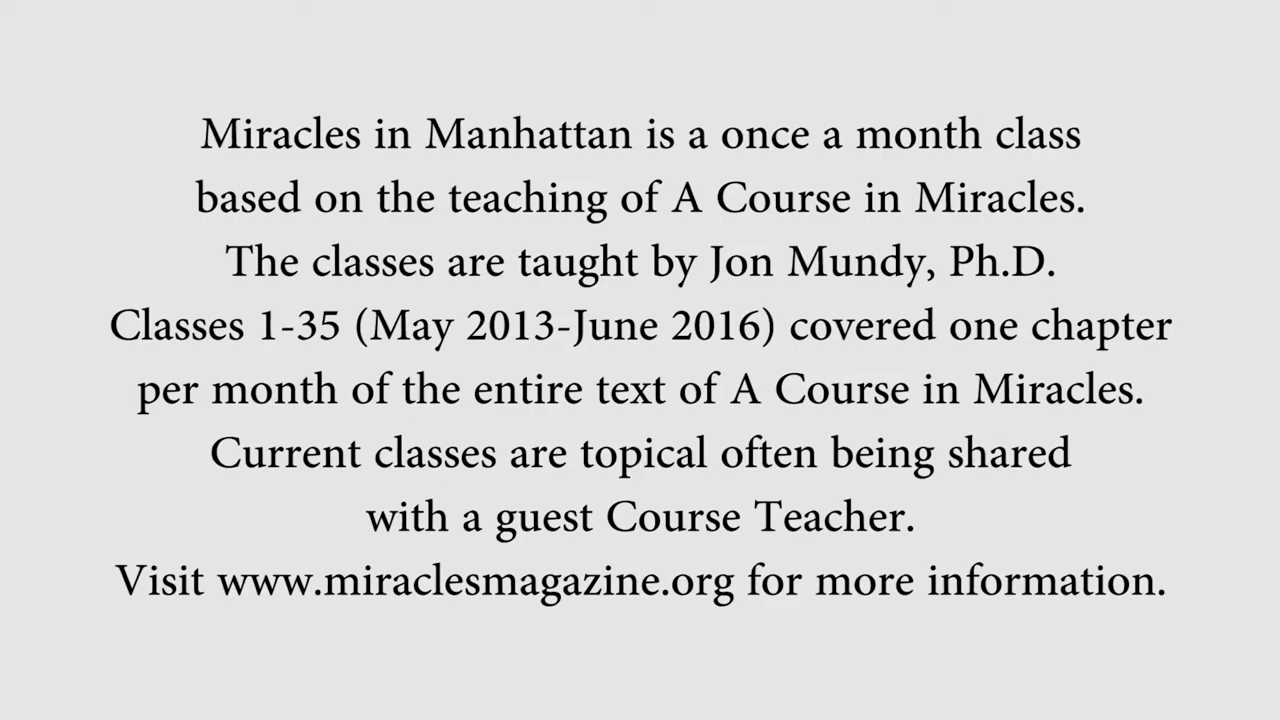 Miracles in Manhattan is a once a month class
based on the teaching of A Course in Miracles.
The classes are taught by Jon Mundy, Ph.D.
Classes 1-35 (May 2013-June 2016) covered one chapter
per month of the entire text of A Course in Miracles.
Current classes are topical often being shared
with a guest Course Teacher.
Visit www.miraclesmagazine.org for more information.